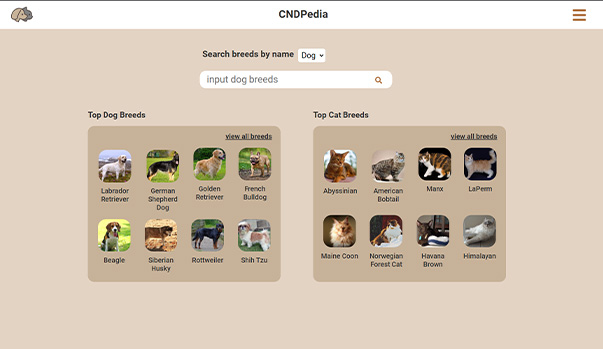 CNDPedia
Search breeds by name Dog
input dog breeds
Top Dog Breeds
view all breeds
Labrador
Retriever
German
Shepherd
Dog
Golden
Retriever
French
Bulldog
Beagle
Siberian
Husky
Rottweiler
Shih Tzu
Top Cat Breeds
view all breeds
Abyssinian
American
Bobtail
Manx
LaPerm
Maine Coon
Norwegian
Forest Cat
Havana
Brown
Himalayan